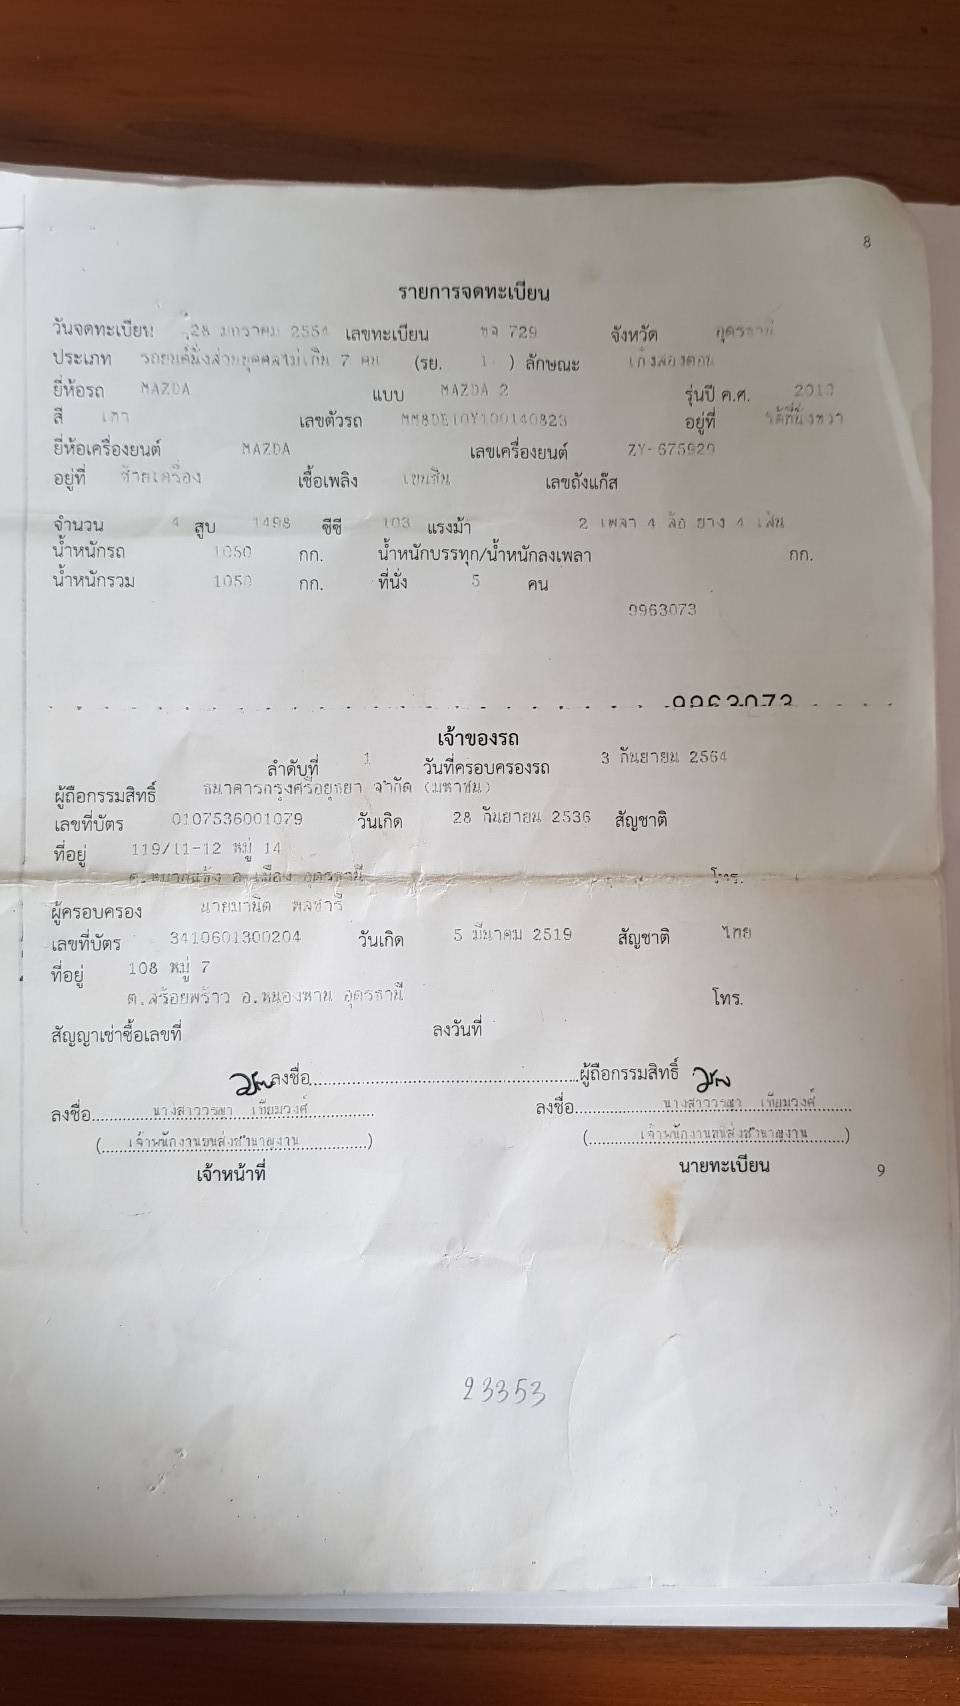 8
รายการจดทะเบียน
วันจดทะเบียน 28 มกราคม 2554 เลขทะเบียน 729 จังหวัด อุดรธานี
ประเภท รถยนต์นั่งส่วนบุคคลไม่เกิน 7 คน (รย. 1 ) ลักษณะ เก๋งสองตอน
ยี่ห้อรถ MAZDA แบบ MAZDA 2 รุ่นปี ค.ศ. 2010
สี เทา เลขตัวรถ MM8DE10Y100140823 อยู่ที่ ใต้ที่นั่งขวา
ยี่ห้อเครื่องยนต์ MAZDA เลขเครื่องยนต์ ZY-675920
อยู่ที่ ซ้ายเครื่อง เชื้อเพลิง เบนซิน เลขถังแก๊ส
จำนวน 4 สูบ 1498 ซีซี 103 แรงม้า 2 เพลา 4 ล้อ ยาง 4 เส้น
น้ำหนักรถ 1050 กก. น้ำหนักบรรทุก/น้ำหนักลงเพลา กก.
น้ำหนักรวม 1050 กก. ที่นั่ง 5 คน
9963073
9963073
เจ้าของรถ
ลำดับที่ 1 วันที่ครอบครองรถ 3 กันยายน 2564
ผู้ถือกรรมสิทธิ์ ธนาคารกรุงศรีอยุธยา จำกัด (มหาชน)
เลขที่บัตร 0107536001079 วันเกิด 28 กันยายน 2536 สัญชาติ
ที่อยู่ 119/11-12 หมู่ 14
ต.หมากแข้ง อ.เมือง อุดรธานี โทร.
ผู้ครอบครอง นายมานิต พลชารี
เลขที่บัตร 3410601300204 วันเกิด 5 มีนาคม 2519 สัญชาติ ไทย
ที่อยู่ 108 หมู่ 7
ต.สร้อยพร้าว อ.หนองหาน อุดรธานี โทร.
สัญญาเช่าซื้อเลขที่ ลงวันที่
ลงชื่อ ผู้ถือกรรมสิทธิ์
ลงชื่อ นางสาววรรณา เทียมวงศ์ ลงชื่อ นางสาววรรณา เทียมวงศ์
( เจ้าพนักงานขนส่งชำนาญงาน ) ( เจ้าพนักงานขนส่งชำนาญงาน )
เจ้าหน้าที่ นายทะเบียน 9
23353